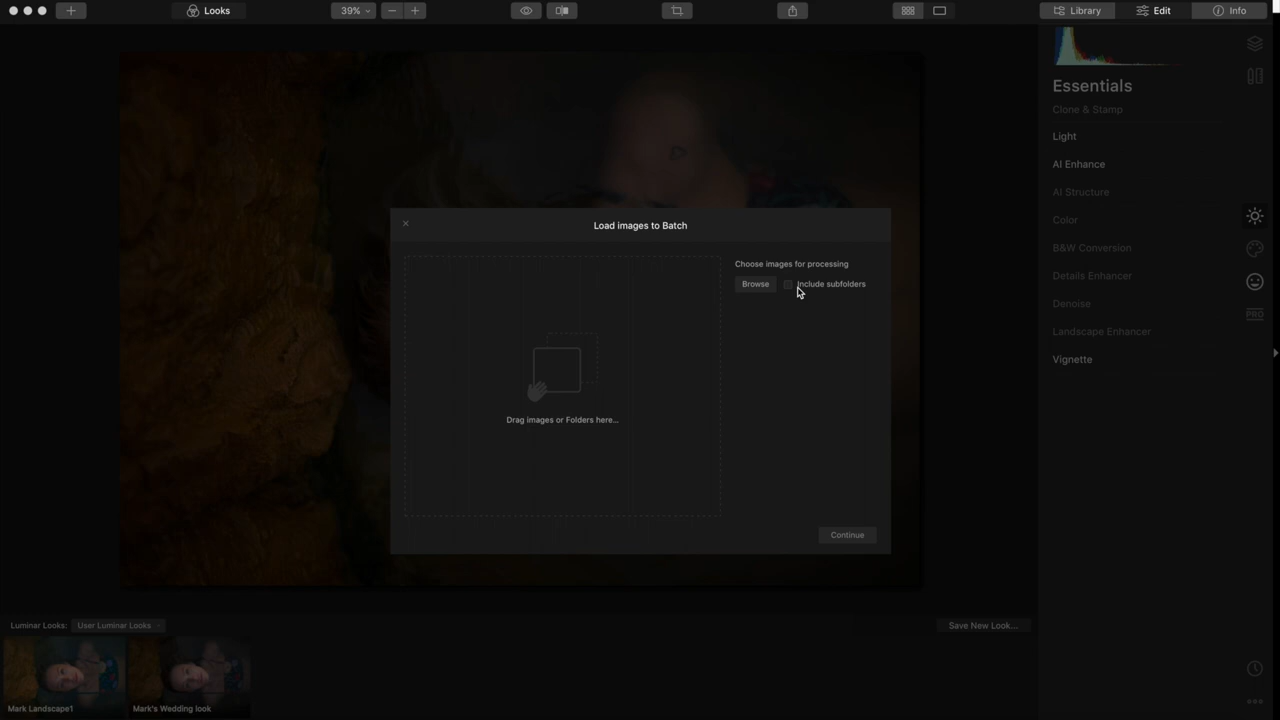 Looks
39%
Library
Edit
Info
Essentials
Clone & Stamp
Light
AI Enhance
AI Structure
Color
B&W Conversion
Details Enhancer
Denoise
Landscape Enhancer
Vignette
PRO
Load images to Batch
Choose images for processing
Browse
Include subfolders
Drag images or Folders here...
Continue
Luminar Looks:
User Luminar Looks
Save New Look...
Mark Landscape1
Mark's Wedding look